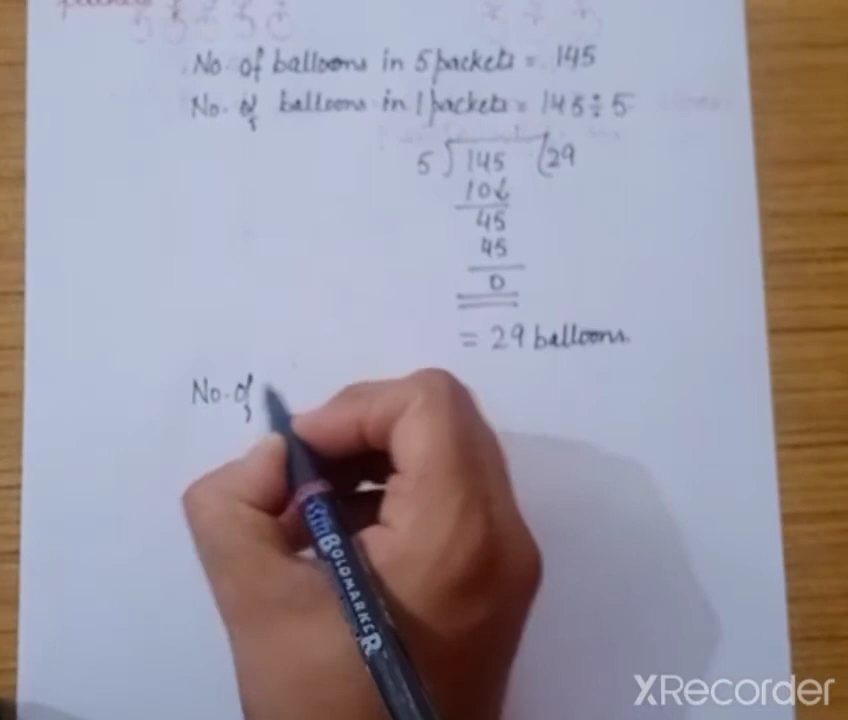 No. of balloons in 5 packets = 145
No. of balloons in 1 packets = 145 ÷ 5
5 ) 145 ( 29
10↓
45
45
0
= 29 balloons.
No. of
BOLDMARKER
XRecorder